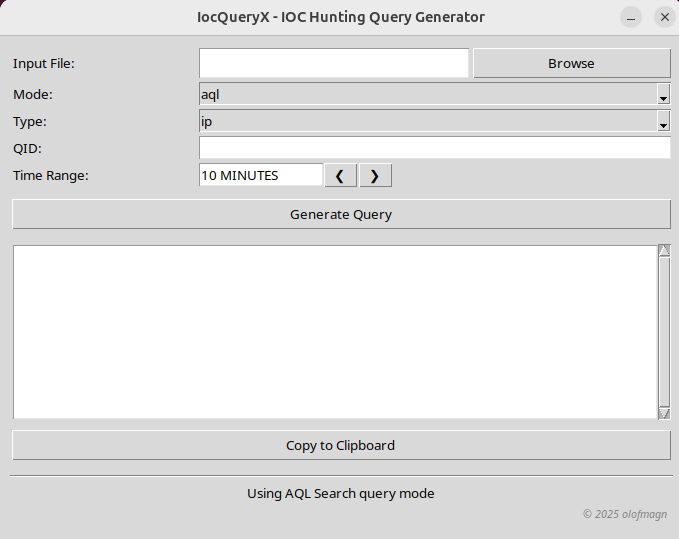 IocQueryX - IOC Hunting Query Generator
Input File: Browse
Mode: aql
Type: ip
QID:
Time Range: 10 MINUTES ❮ ❯
Generate Query
Copy to Clipboard
Using AQL Search query mode
© 2025 olofmagn